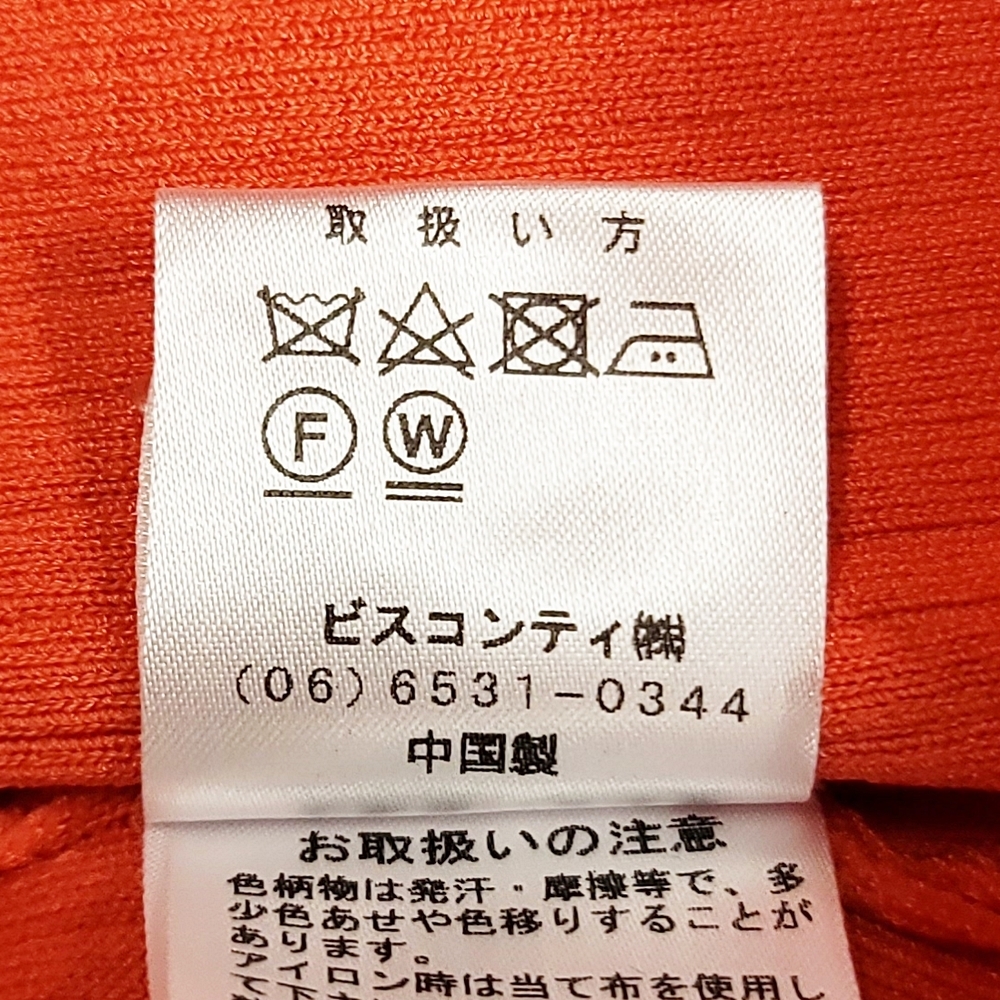 取扱い方
F W
ビスコンティ㈱
(06)6531-0344
中国製
お取扱いの注意
色柄物は発汗・摩擦等で、多
少色あせや色移りすることが
あります。
アイロン時は当て布を使用し
て下